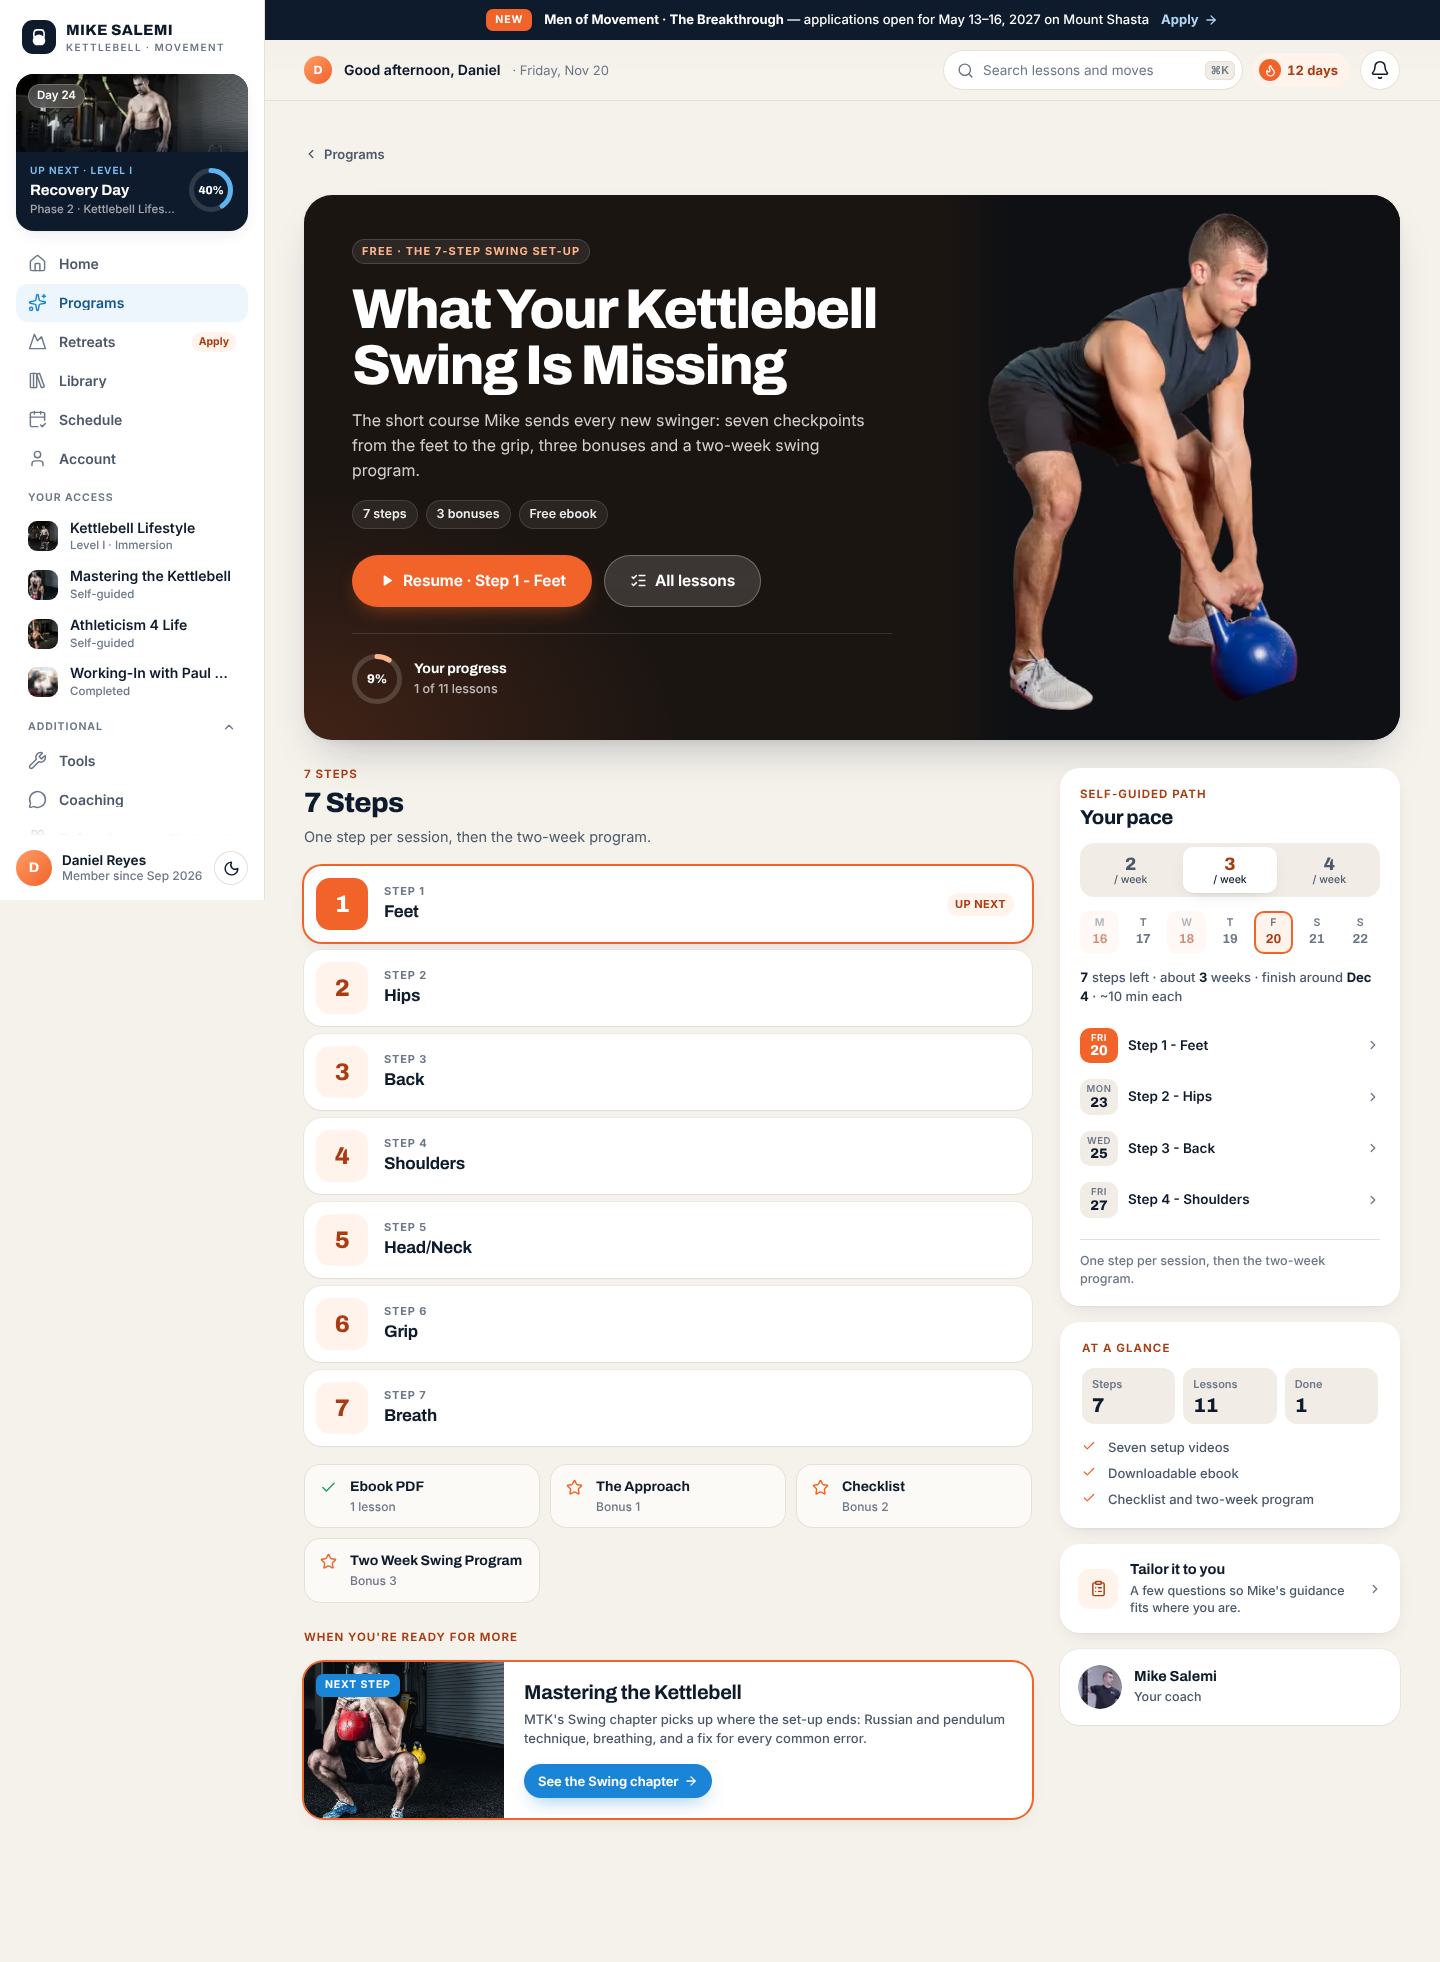 MIKE SALEMI
KETTLEBELL · MOVEMENT
Day 24
UP NEXT · LEVEL I
Recovery Day
Phase 2 · Kettlebell Lifes...
40%
Home
Programs
Retreats
Apply
Library
Schedule
Account
YOUR ACCESS
Kettlebell Lifestyle
Level I · Immersion
Mastering the Kettlebell
Self-guided
Athleticism 4 Life
Self-guided
Working-In with Paul ...
Completed
ADDITIONAL
Tools
Coaching
D
Daniel Reyes
Member since Sep 2026
NEW Men of Movement · The Breakthrough — applications open for May 13–16, 2027 on Mount Shasta Apply →
D
Good afternoon, Daniel · Friday, Nov 20
Search lessons and moves
⌘K
12 days
Programs
FREE · THE 7-STEP SWING SET-UP
What Your Kettlebell
Swing Is Missing
The short course Mike sends every new swinger: seven checkpoints
from the feet to the grip, three bonuses and a two-week swing
program.
7 steps
3 bonuses
Free ebook
Resume · Step 1 - Feet
All lessons
9%
Your progress
1 of 11 lessons
7 STEPS
7 Steps
One step per session, then the two-week program.
1
STEP 1
Feet
UP NEXT
2
STEP 2
Hips
3
STEP 3
Back
4
STEP 4
Shoulders
5
STEP 5
Head/Neck
6
STEP 6
Grip
7
STEP 7
Breath
Ebook PDF
1 lesson
The Approach
Bonus 1
Checklist
Bonus 2
Two Week Swing Program
Bonus 3
WHEN YOU'RE READY FOR MORE
NEXT STEP
Mastering the Kettlebell
MTK's Swing chapter picks up where the set-up ends: Russian and pendulum
technique, breathing, and a fix for every common error.
See the Swing chapter →
SELF-GUIDED PATH
Your pace
2
/ week
3
/ week
4
/ week
M T W T F S S
16 17 18 19 20 21 22
7 steps left · about 3 weeks · finish around Dec
4 · ~10 min each
FRI
20
Step 1 - Feet
MON
23
Step 2 - Hips
WED
25
Step 3 - Back
FRI
27
Step 4 - Shoulders
One step per session, then the two-week
program.
AT A GLANCE
Steps
7
Lessons
11
Done
1
Seven setup videos
Downloadable ebook
Checklist and two-week program
Tailor it to you
A few questions so Mike's guidance
fits where you are.
Mike Salemi
Your coach